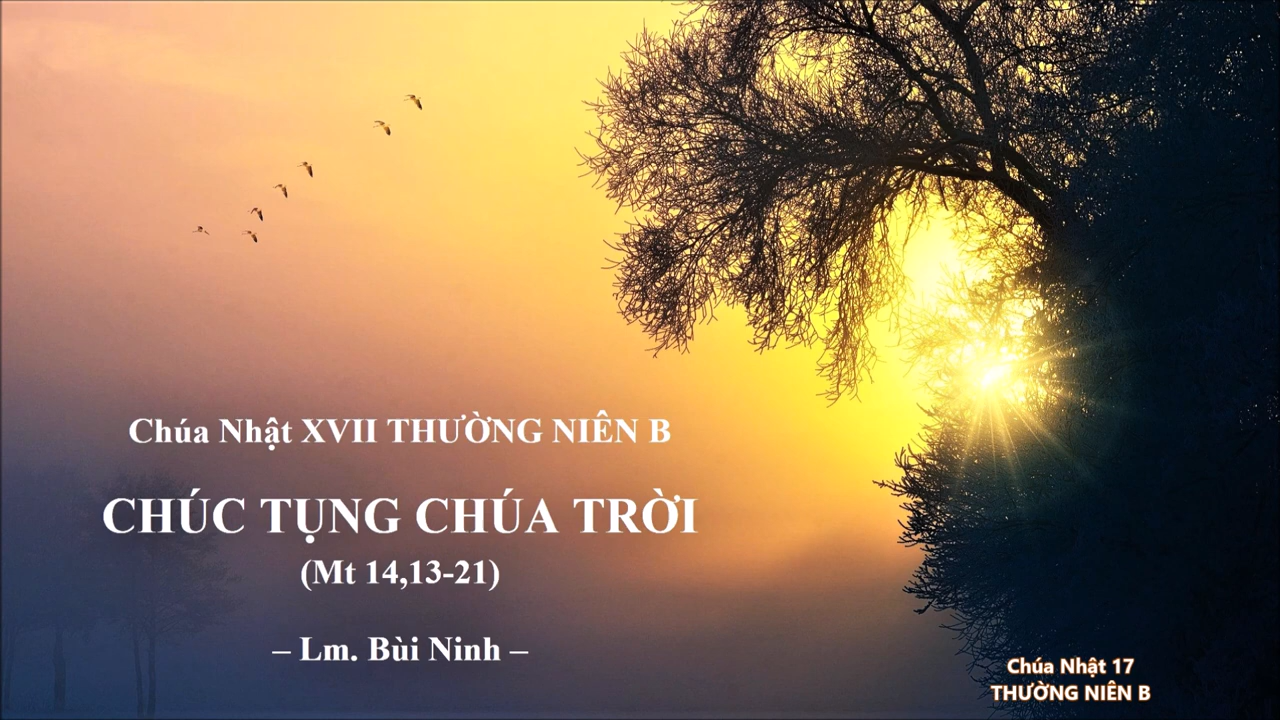 Chúa Nhật XVII THƯỜNG NIÊN B
CHÚC TỤNG CHÚA TRỜI
(Mt 14,13-21)
– Lm. Bùi Ninh –
Chúa Nhật 17
THƯỜNG NIÊN B